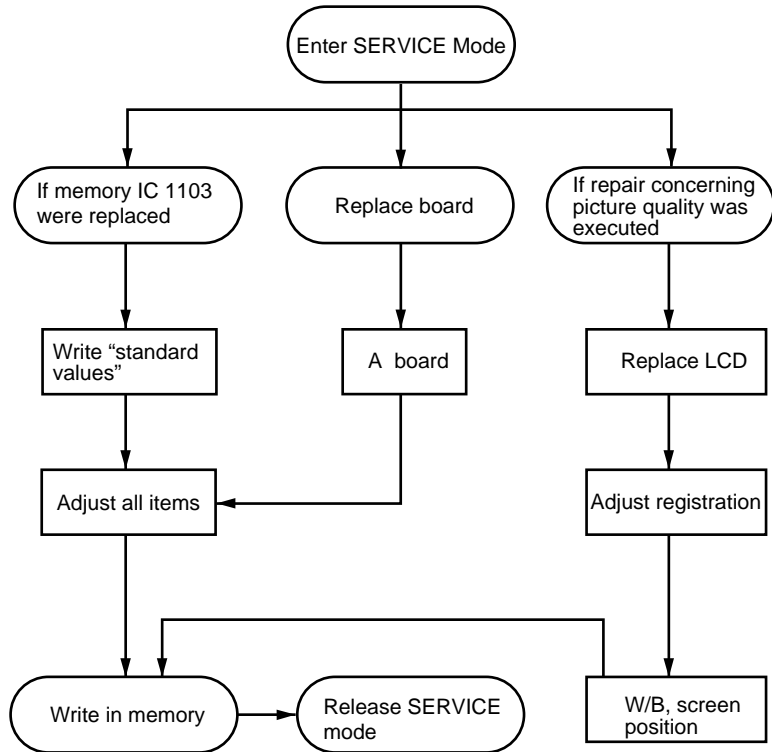 Enter SERVICE Mode
If memory IC 1103
were replaced
Replace board
If repair concerning
picture quality was
executed
Write “standard
values”
A board
Replace LCD
Adjust all items
Adjust registration
Write in memory
Release SERVICE
mode
W/B, screen
position